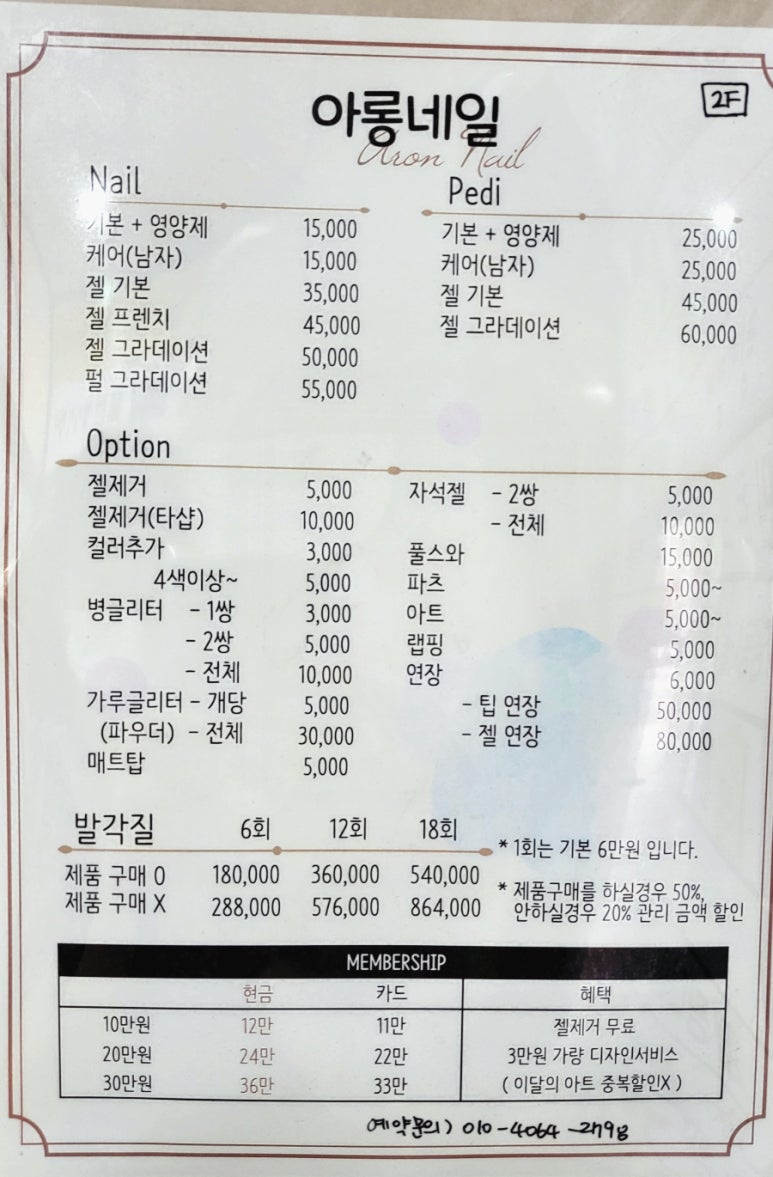 2F
아롱네일
Aron Nail
Nail
기본 + 영양제 15,000
케어(남자) 15,000
젤 기본 35,000
젤 프렌치 45,000
젤 그라데이션 50,000
펄 그라데이션 55,000
Pedi
기본 + 영양제 25,000
케어(남자) 25,000
젤 기본 45,000
젤 그라데이션 60,000
Option
젤제거 5,000
젤제거(타샵) 10,000
컬러추가 3,000
4색이상~ 5,000
병글리터 - 1쌍 3,000
- 2쌍 5,000
- 전체 10,000
가루글리터 - 개당 5,000
(파우더) - 전체 30,000
매트탑 5,000
자석젤 - 2쌍 5,000
- 전체 10,000
풀스와 15,000
파츠 5,000~
아트 5,000~
랩핑 5,000
연장 6,000
- 팁 연장 50,000
- 젤 연장 80,000
발각질 6회 12회 18회
제품 구매 O 180,000 360,000 540,000
제품 구매 X 288,000 576,000 864,000
* 1회는 기본 6만원 입니다.
* 제품구매를 하실경우 50%,
안하실경우 20% 관리 금액 할인
MEMBERSHIP
현금 카드 혜택
10만원 12만 11만 젤제거 무료
20만원 24만 22만 3만원 가량 디자인서비스
30만원 36만 33만 ( 이달의 아트 중복할인X )
예약문의) 010-4064-2798